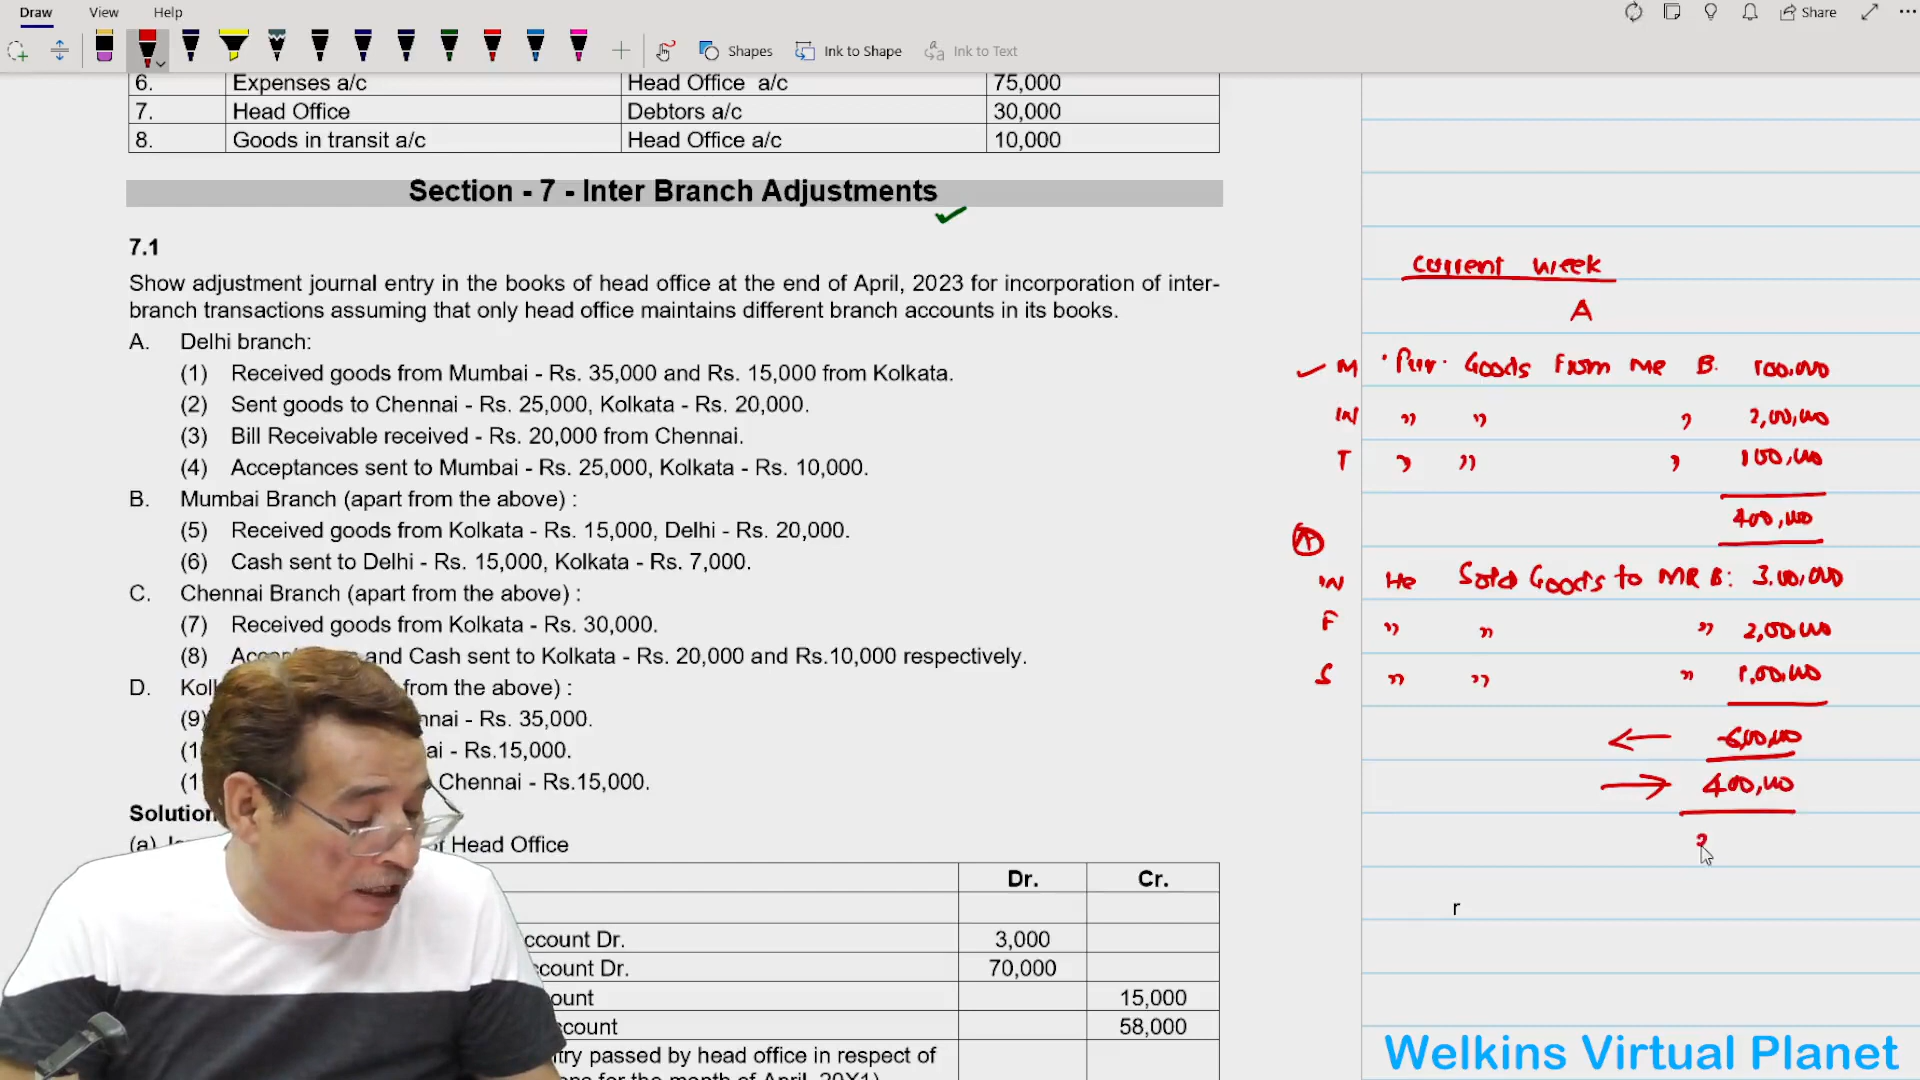 Draw View Help
Share
Shapes Ink to Shape Ink to Text
6. Expenses a/c Head Office a/c 75,000
7. Head Office Debtors a/c 30,000
8. Goods in transit a/c Head Office a/c 10,000
Section - 7 - Inter Branch Adjustments
7.1
Show adjustment journal entry in the books of head office at the end of April, 2023 for incorporation of inter-
branch transactions assuming that only head office maintains different branch accounts in its books.
A. Delhi branch:
(1) Received goods from Mumbai - Rs. 35,000 and Rs. 15,000 from Kolkata.
(2) Sent goods to Chennai - Rs. 25,000, Kolkata - Rs. 20,000.
(3) Bill Receivable received - Rs. 20,000 from Chennai.
(4) Acceptances sent to Mumbai - Rs. 25,000, Kolkata - Rs. 10,000.
B. Mumbai Branch (apart from the above) :
(5) Received goods from Kolkata - Rs. 15,000, Delhi - Rs. 20,000.
(6) Cash sent to Delhi - Rs. 15,000, Kolkata - Rs. 7,000.
C. Chennai Branch (apart from the above) :
(7) Received goods from Kolkata - Rs. 30,000.
(8) and Cash sent to Kolkata - Rs. 20,000 and Rs.10,000 respectively.
D. from the above) :
(9) - Rs. 35,000.
- Rs.15,000.
Chennai - Rs.15,000.
Solution
(a) Head Office
Dr. Cr.
Dr. 3,000
Dr. 70,000
15,000
58,000
passed by head office in respect of
current week
A
M Pur. Goods From Mr B. 100,000
W " " " 2,00,000
T " " " 100,000
400,000
A
W He Sold Goods to MR B: 3,00,000
F " " " 2,00,000
S " " " 1,00,000
600,000
400,000
2
r
Welkins Virtual Planet